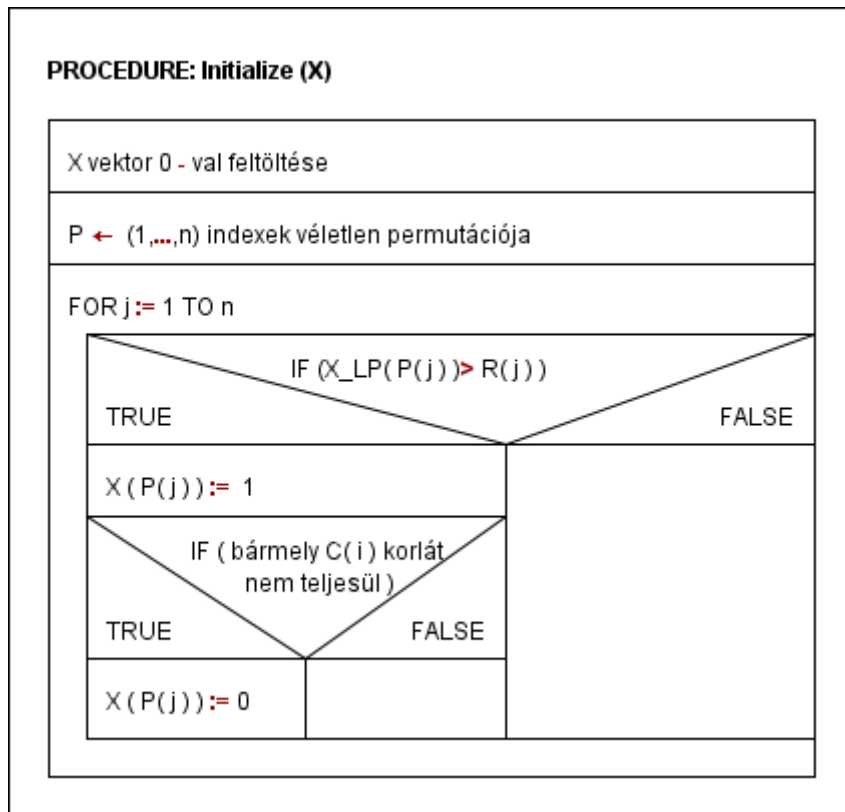 PROCEDURE: Initialize (X)
X vektor 0 - val feltöltése
P ← (1,...,n) indexek véletlen permutációja
FOR j := 1 TO n
IF (X_LP( P( j ) )> R( j ) )
TRUE FALSE
X ( P( j ) ) := 1
IF ( bármely C( i ) korlát
nem teljesül )
TRUE FALSE
X ( P( j ) ) := 0